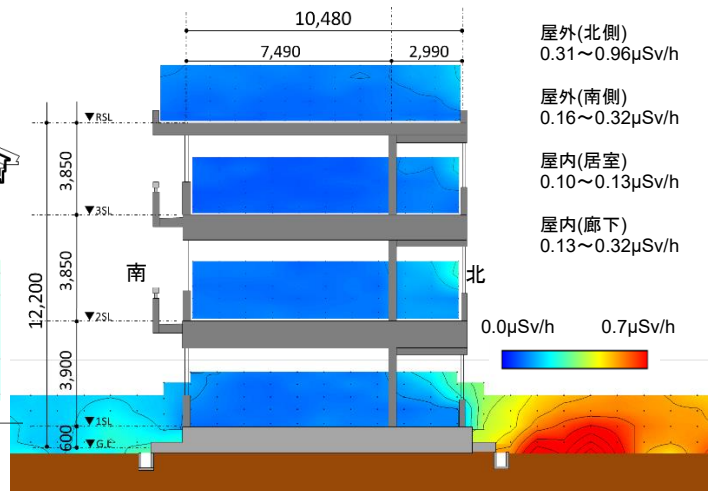 10,480
7,490
2,990
屋外(北側)
0.31～0.96μSv/h
屋外(南側)
0.16～0.32μSv/h
屋内(居室)
0.10～0.13μSv/h
屋内(廊下)
0.13～0.32μSv/h
▼RSL
3,850
▼3SL
3,850
12,200
南
北
▼2SL
0.0μSv/h
0.7μSv/h
3,900
▼1SL
600
▼G.L